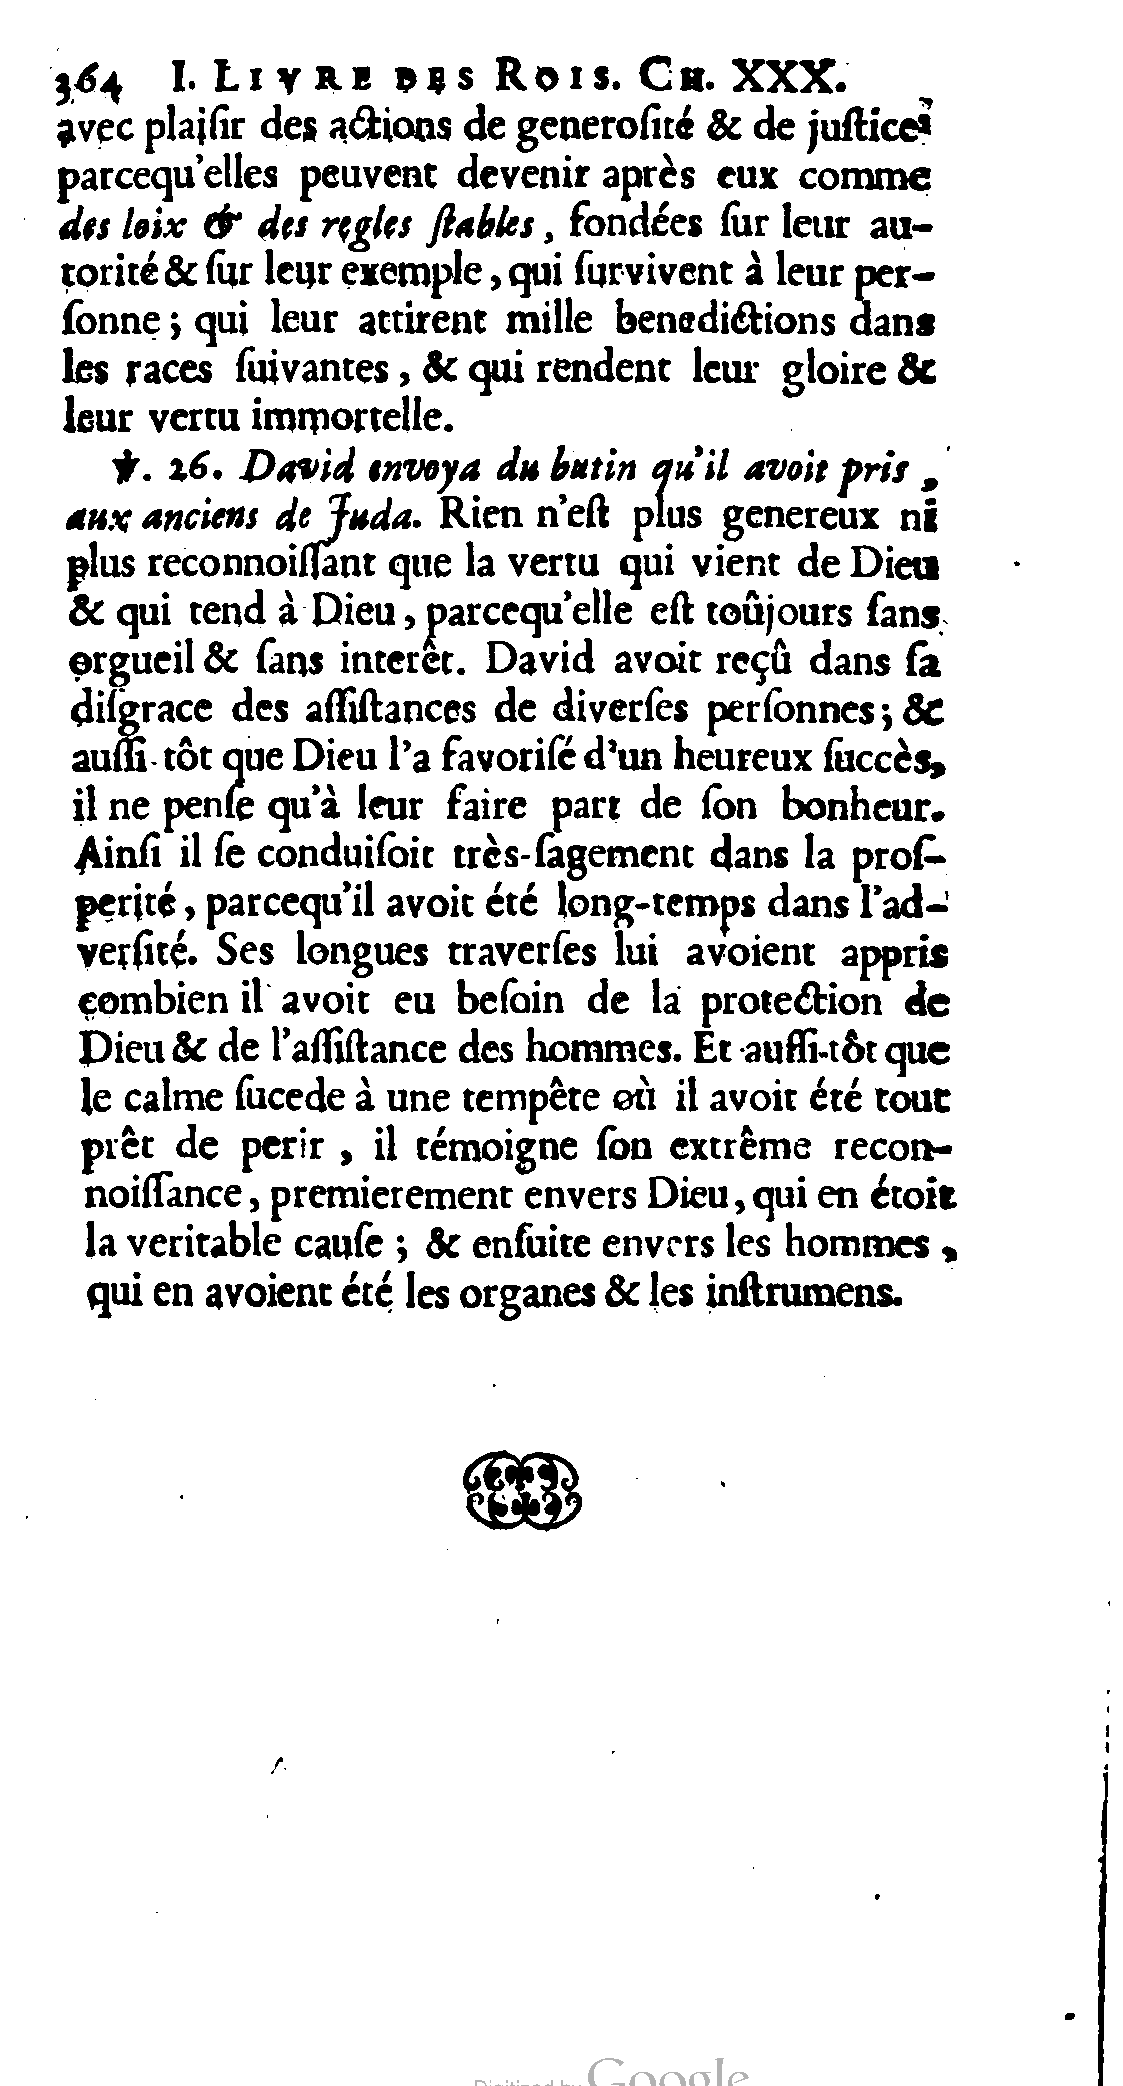 364 I. LIVRE DES ROIS. CH. XXX.
avec plaiſir des actions de generoſité & de juſtice,
parcequ'elles peuvent devenir après eux comme
des loix & des regles ſtables, fondées ſur leur au-
torité & ſur leur exemple, qui ſurvivent à leur per-
ſonne; qui leur attirent mille benedictions dans
les races ſuivantes, & qui rendent leur gloire &
leur vertu immortelle.
℣. 26. David envoya du butin qu'il avoit pris,
aux anciens de Juda. Rien n'eſt plus genereux ni
plus reconnoiſſant que la vertu qui vient de Dieu
& qui tend à Dieu, parcequ'elle eſt toûjours ſans
orgueil & ſans interêt. David avoit reçû dans ſa
diſgrace des aſſiſtances de diverſes perſonnes; &
auſſi-tôt que Dieu l'a favoriſé d'un heureux ſuccès,
il ne penſe qu'à leur faire part de ſon bonheur.
Ainſi il ſe conduiſoit très-ſagement dans la proſ-
perité, parcequ'il avoit été long-temps dans l'ad-
verſité. Ses longues traverſes lui avoient appris
combien il avoit eu beſoin de la protection de
Dieu & de l'aſſiſtance des hommes. Et auſſi-tôt que
le calme ſucede à une tempête où il avoit été tout
prêt de perir, il témoigne ſon extrême recon-
noiſſance, premierement envers Dieu, qui en étoit
la veritable cauſe; & enſuite envers les hommes,
qui en avoient été les organes & les inſtrumens.
Digitized by Google